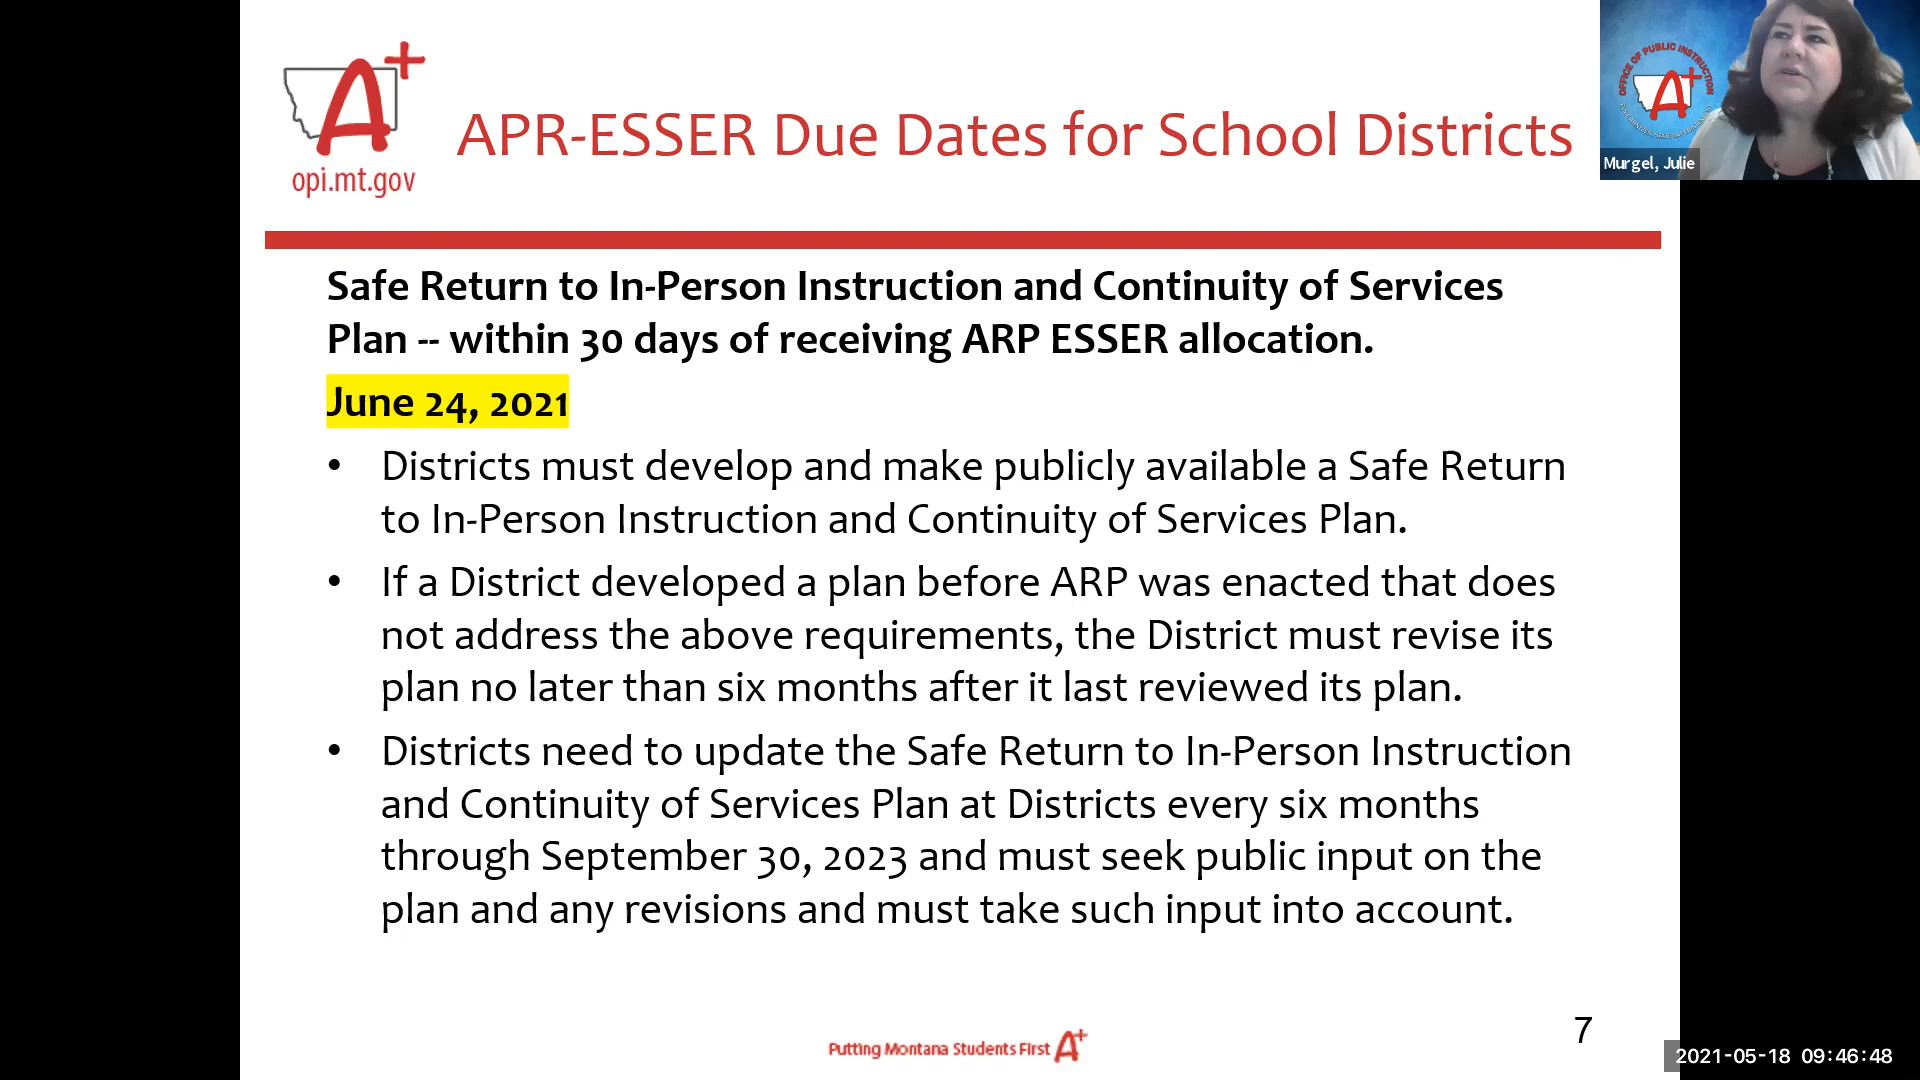 opi.mt.gov
APR-ESSER Due Dates for School Districts
OFFICE OF PUBLIC INSTRUCTION
Murgel, Julie
Safe Return to In-Person Instruction and Continuity of Services
Plan -- within 30 days of receiving ARP ESSER allocation.
June 24, 2021
• Districts must develop and make publicly available a Safe Return
to In-Person Instruction and Continuity of Services Plan.
• If a District developed a plan before ARP was enacted that does
not address the above requirements, the District must revise its
plan no later than six months after it last reviewed its plan.
• Districts need to update the Safe Return to In-Person Instruction
and Continuity of Services Plan at Districts every six months
through September 30, 2023 and must seek public input on the
plan and any revisions and must take such input into account.
Putting Montana Students First A+
7
2021-05-18 09:46:48